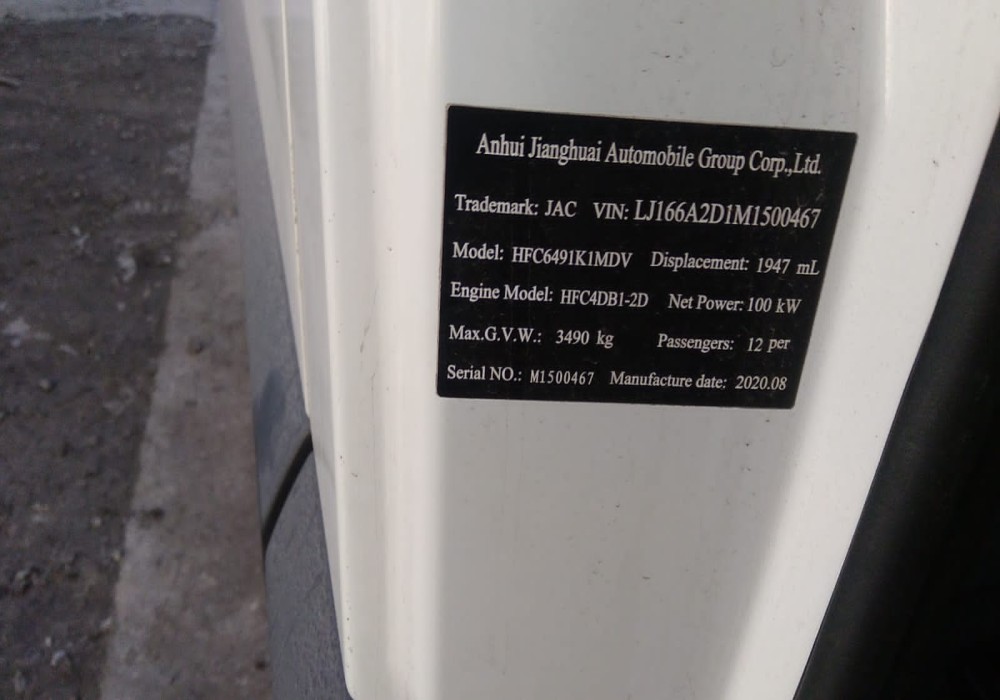 Anhui Jianghuai Automobile Group Corp.,Ltd.
Trademark: JAC VIN: LJ166A2D1M1500467
Model: HFC6491K1MDV Displacement: 1947 mL
Engine Model: HFC4DB1-2D Net Power: 100 kW
Max.G.V.W.: 3490 kg Passengers: 12 per
Serial NO.: M1500467 Manufacture date: 2020.08